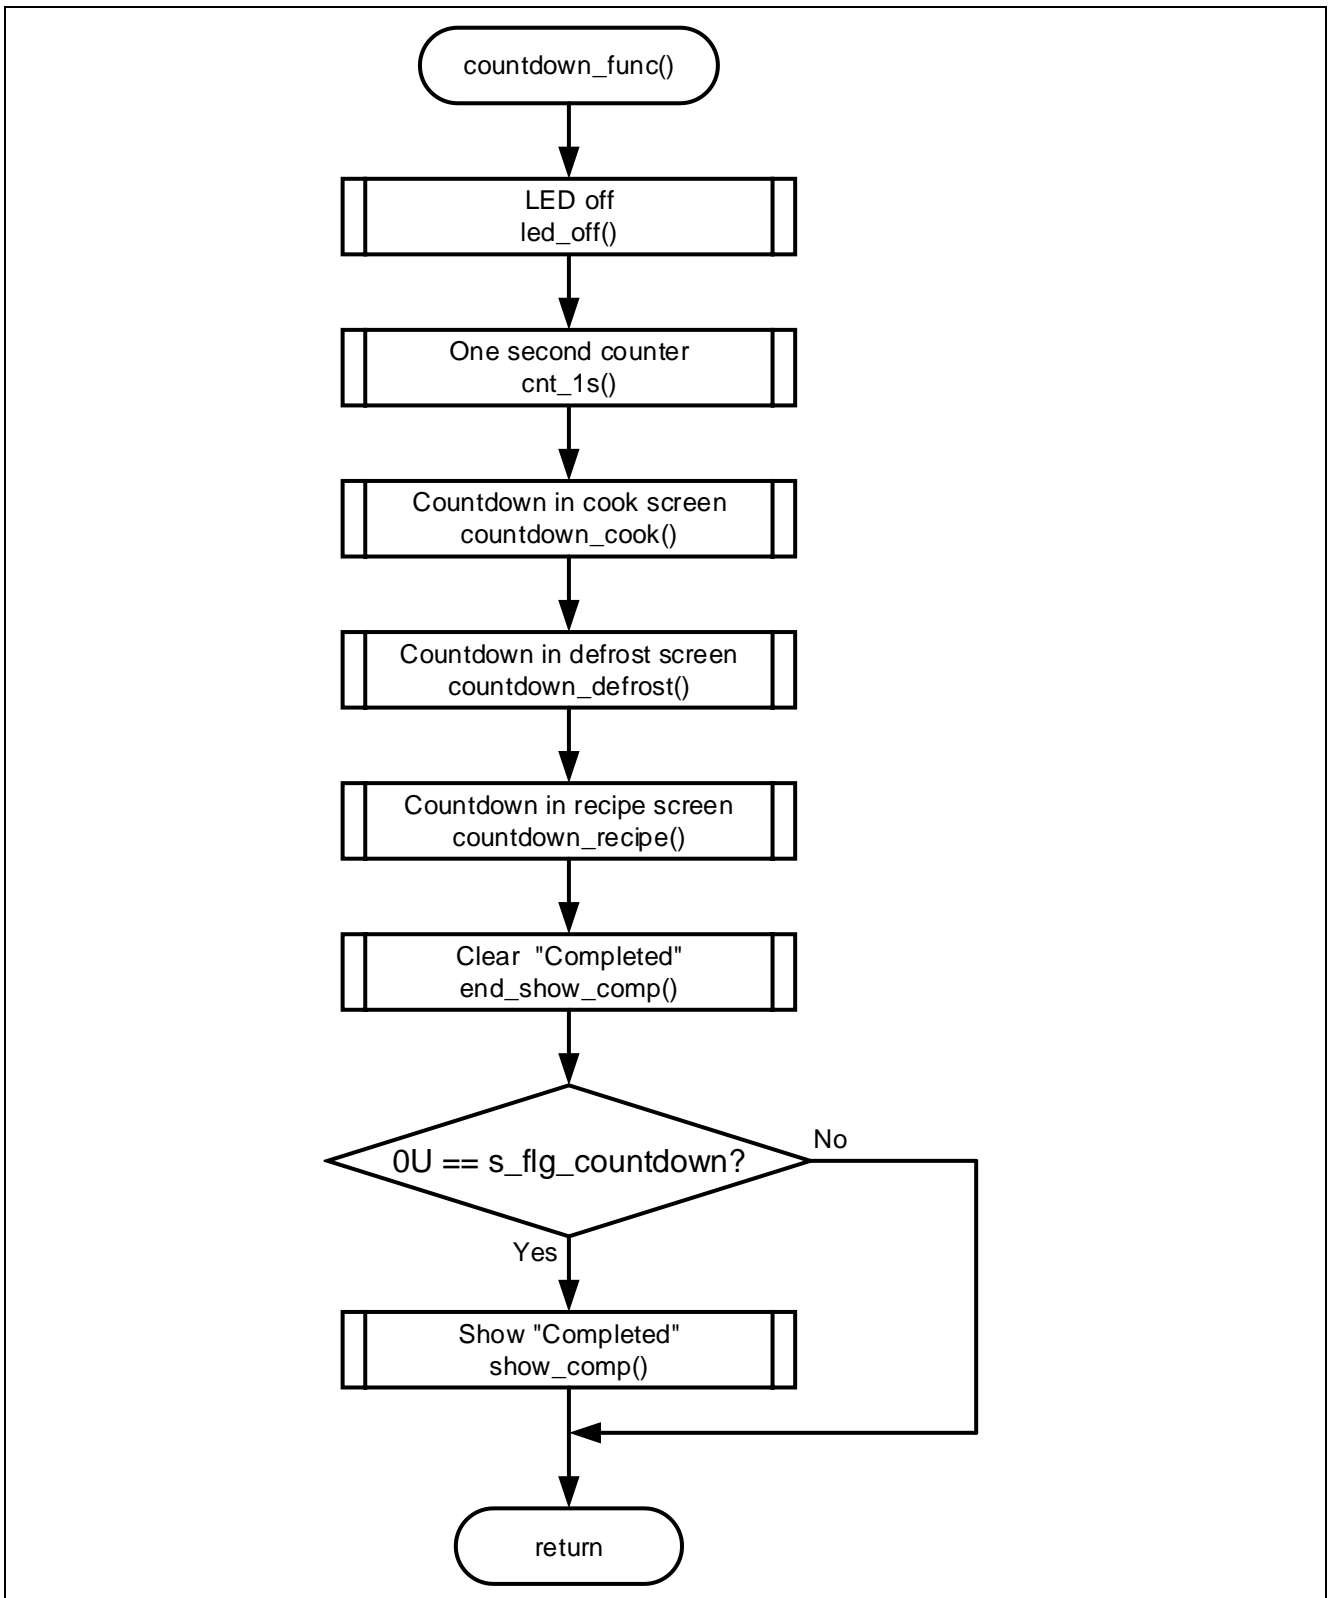 countdown_func()
LED off
led_off()
One second counter
cnt_1s()
Countdown in cook screen
countdown_cook()
Countdown in defrost screen
countdown_defrost()
Countdown in recipe screen
countdown_recipe()
Clear "Completed"
end_show_comp()
0U == s_flg_countdown?
No
Yes
Show "Completed"
show_comp()
return